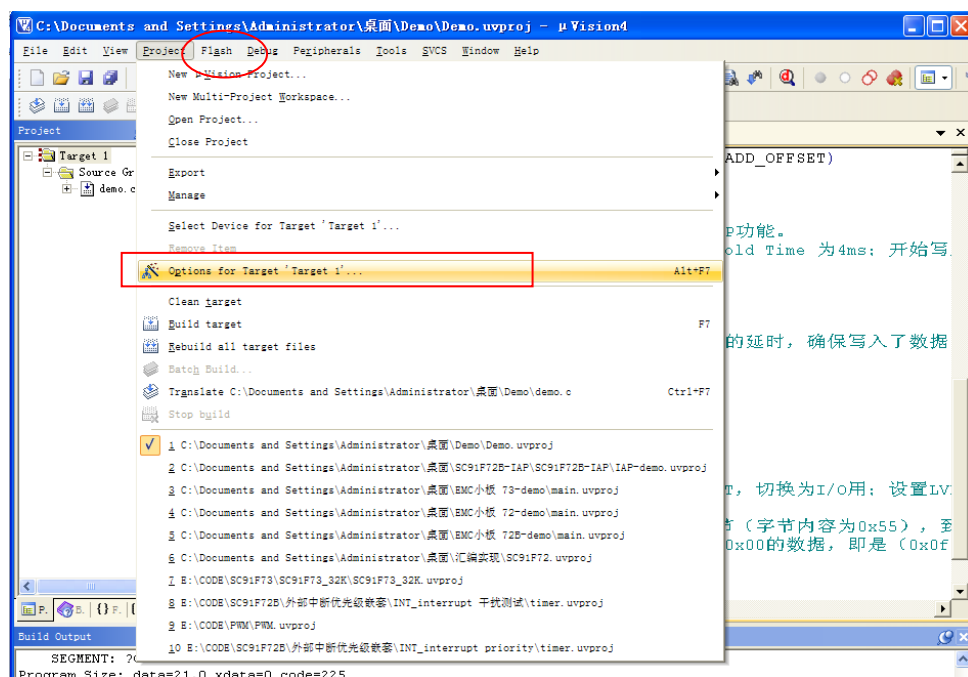 C:\Documents and Settings\Administrator\桌面\Demo\Demo.uvproj - µVision4
File Edit View Project Flash Debug Peripherals Tools SVCS Window Help
Project
Target 1
Source Gr
demo.c
New µVision Project...
New Multi-Project Workspace...
Open Project...
Close Project
Export
Manage
Select Device for Target 'Target 1'...
Remove Item
Options for Target 'Target 1'... Alt+F7
Clean target
Build target F7
Rebuild all target files
Batch Build...
Translate C:\Documents and Settings\Administrator\桌面\Demo\demo.c Ctrl+F7
Stop build
1 C:\Documents and Settings\Administrator\桌面\Demo\Demo.uvproj
2 C:\Documents and Settings\Administrator\桌面\SC91F72B-IAP\SC91F72B-IAP\IAP-demo.uvproj
3 C:\Documents and Settings\Administrator\桌面\EMC小板 73-demo\main.uvproj
4 C:\Documents and Settings\Administrator\桌面\EMC小板 72-demo\main.uvproj
5 C:\Documents and Settings\Administrator\桌面\EMC小板 72B-demo\main.uvproj
6 C:\Documents and Settings\Administrator\桌面\汇编实现\SC91F72.uvproj
7 E:\CODE\SC91F73\SC91F73_32K\SC91F73_32K.uvproj
8 E:\CODE\SC91F72B\外部中断优先级嵌套\INT_interrupt 干扰测试\timer.uvproj
9 E:\CODE\PWM\PWM.uvproj
10 E:\CODE\SC91F72B\外部中断优先级嵌套\INT_interrupt priority\timer.uvproj
ADD_OFFSET)
P功能。
old Time 为4ms; 开始写
的延时，确保写入了数据
T，切换为I/O用; 设置LV
节（字节内容为0x55），到
0x00的数据，即是（0x0f
P. B. {} F. {
Build Output
SEGMENT: ?C
Program Size: data=21.0 xdata=0 code=225